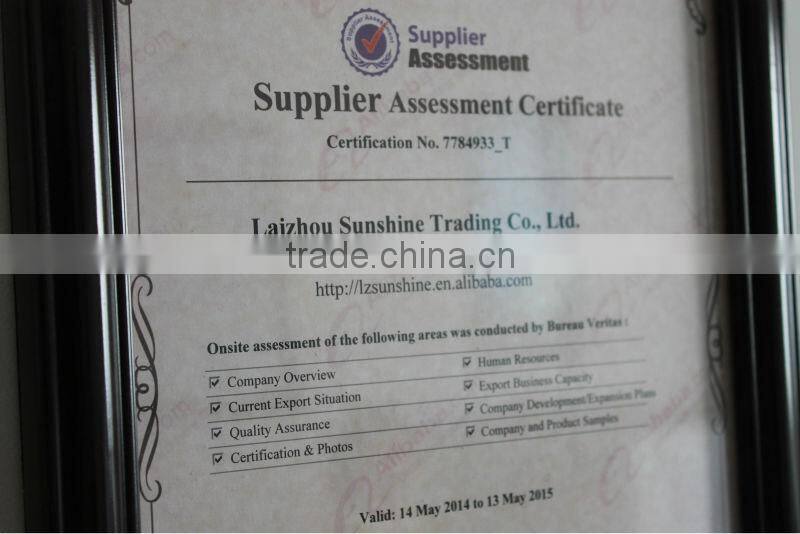 Supplier Assessment
Supplier
Assessment
Supplier Assessment Certificate
Certification No. 7784933_T
Laizhou Sunshine Trading Co., Ltd.
trade.china.cn
http://lzsunshine.en.alibaba.com
Onsite assessment of the following areas was conducted by Bureau Veritas :
Company Overview
Current Export Situation
Quality Assurance
Certification & Photos
Human Resources
Export Business Capacity
Company Development/Expansion Plans
Company and Product Samples
Valid: 14 May 2014 to 13 May 2015